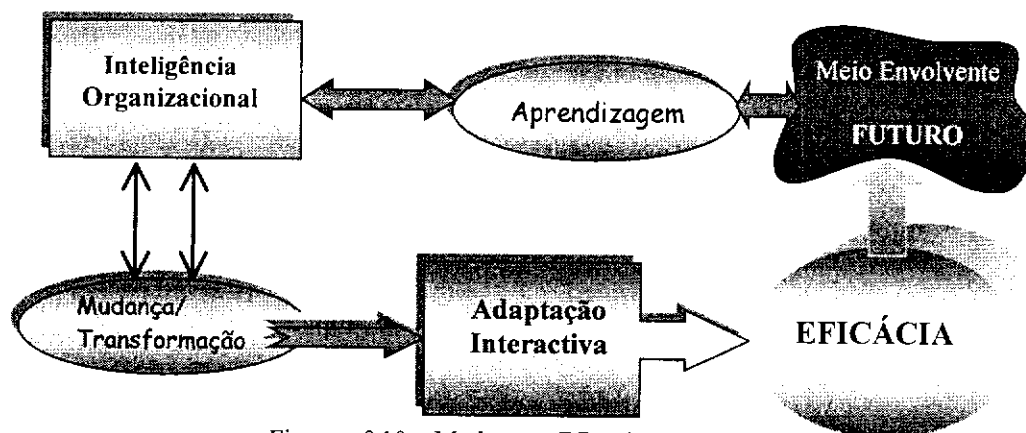 Inteligência
Organizacional
Aprendizagem
Meio Envolvente
FUTURO
Mudança/
Transformação
Adaptação
Interactiva
EFICÁCIA